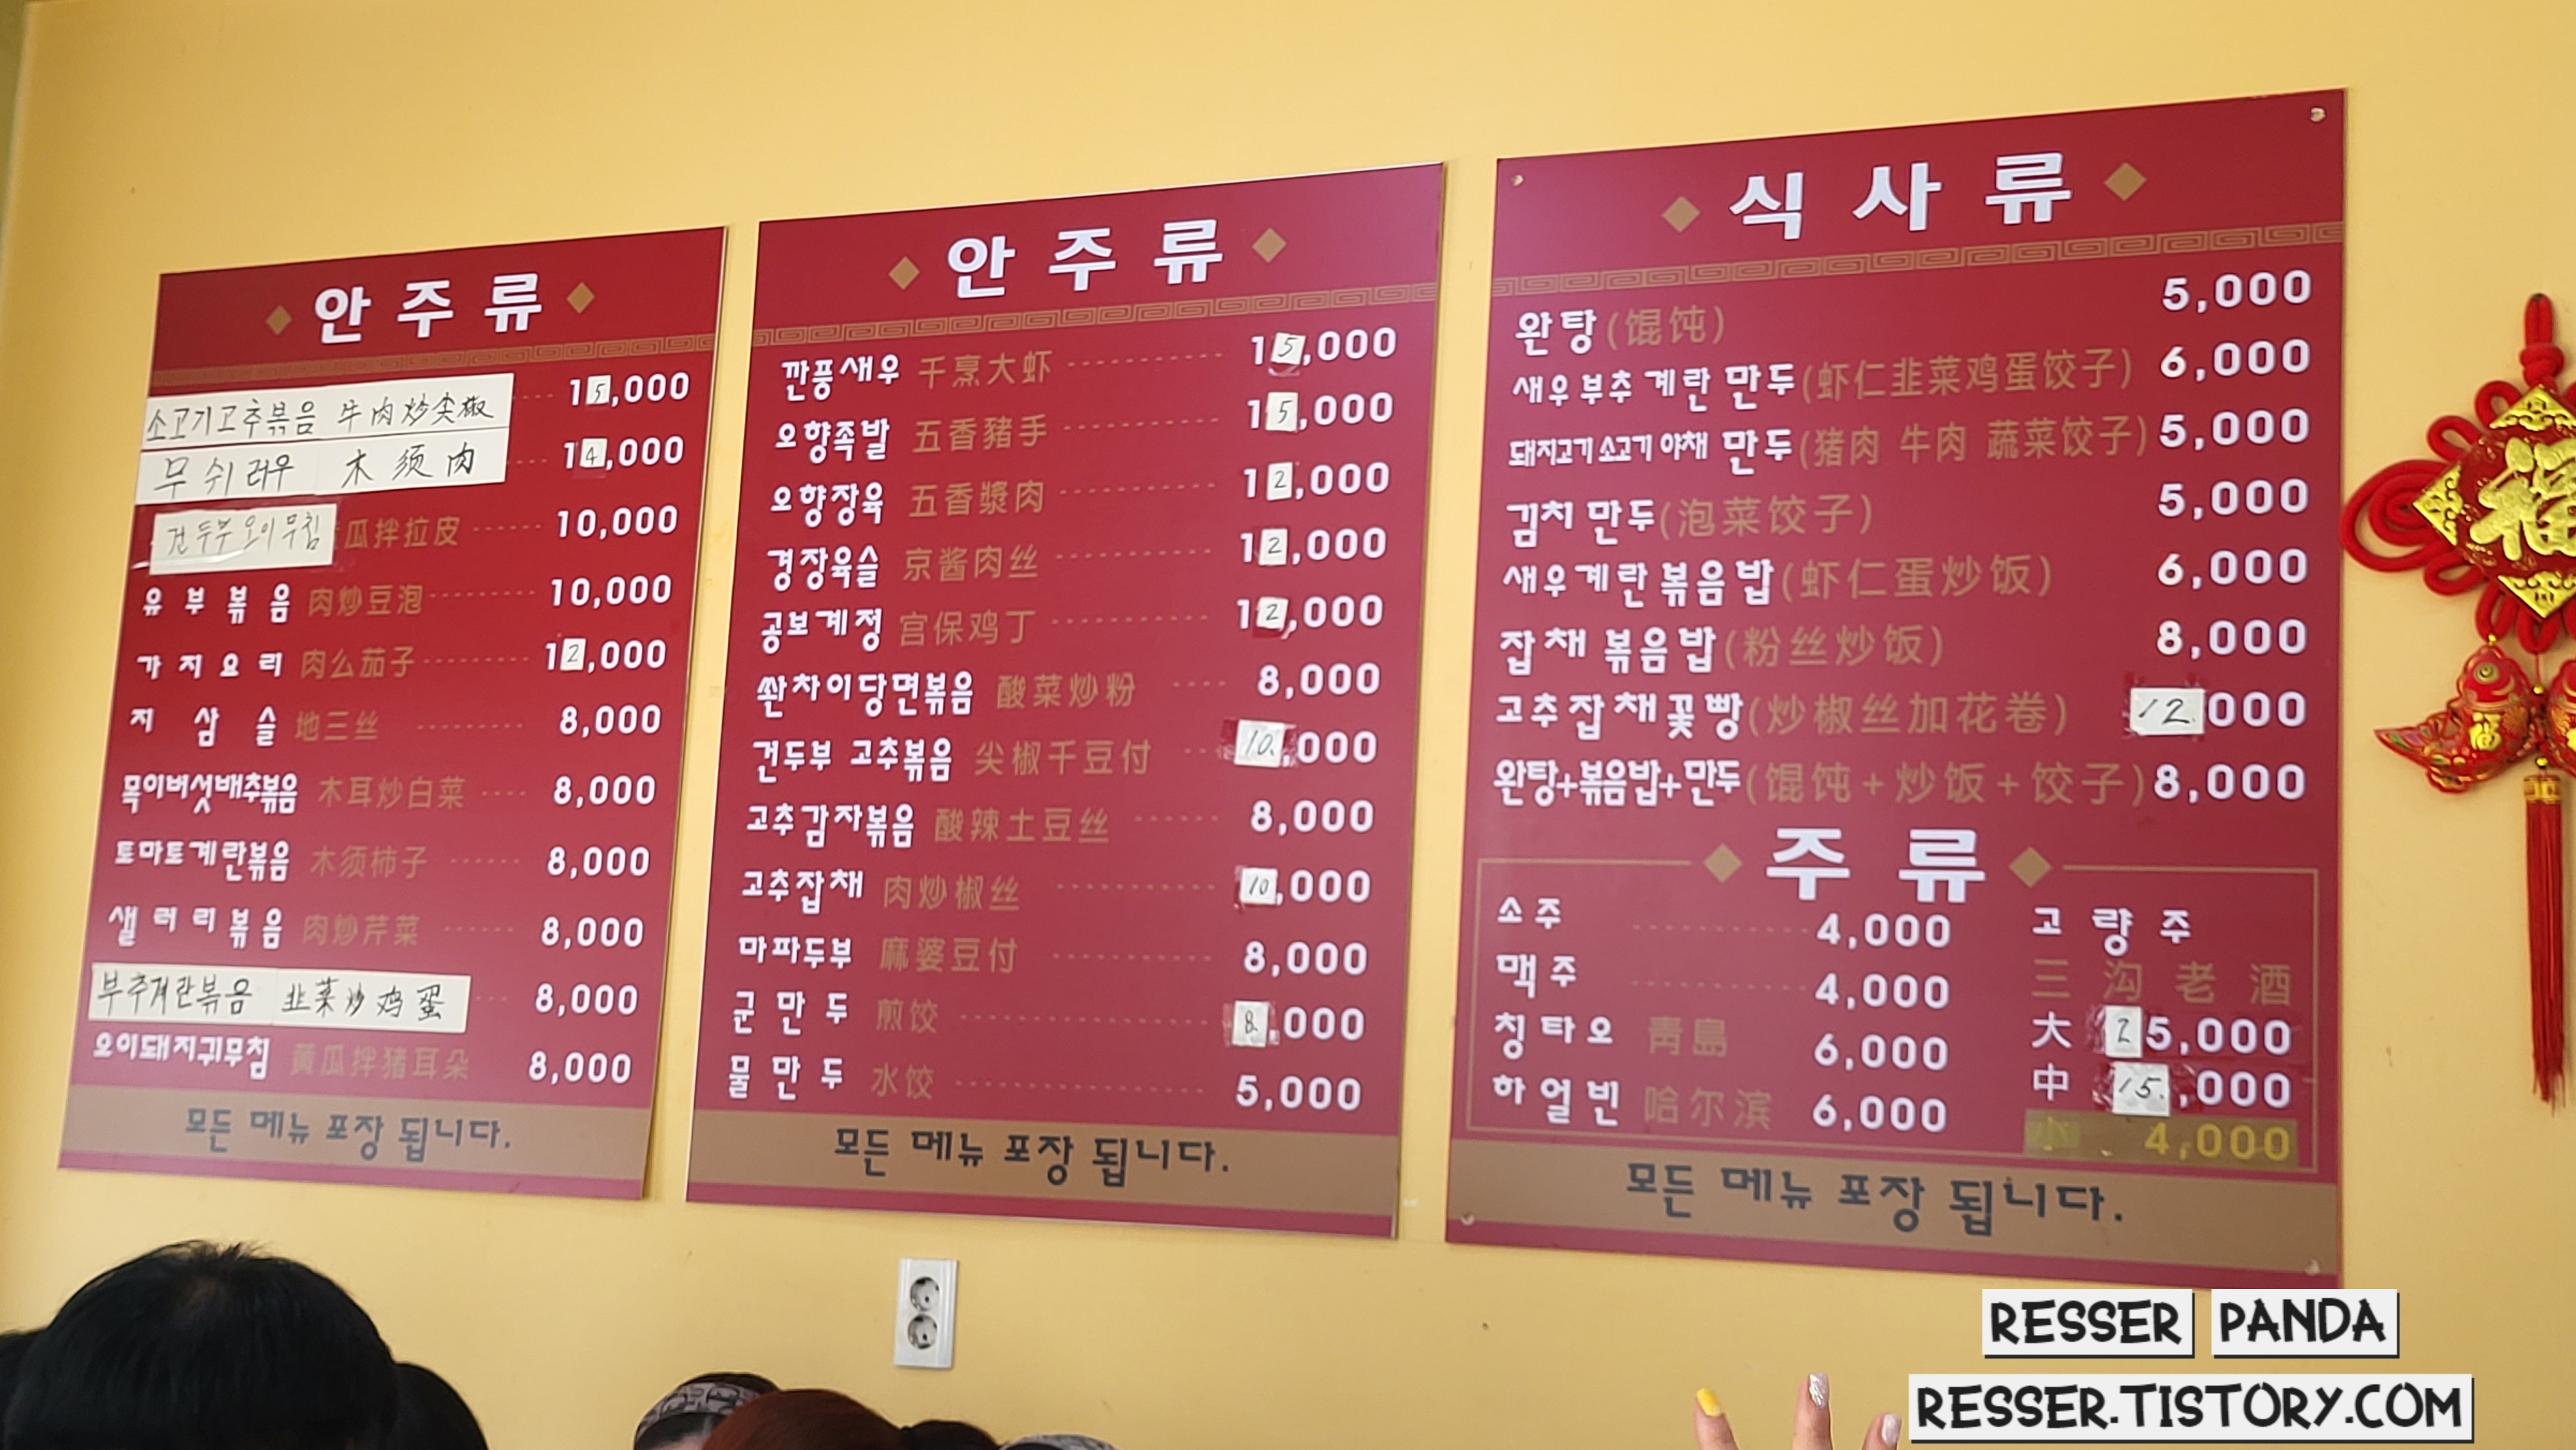 안주류
소고기고추볶음 牛肉炒尖椒 15,000
무쉬러우 木须肉 14,000
건두부오이무침 瓜拌拉皮 10,000
유부볶음 肉炒豆泡 10,000
가지요리 肉么茄子 12,000
지삼슬 地三丝 8,000
목이버섯배추볶음 木耳炒白菜 8,000
토마토계란볶음 木须柿子 8,000
샐러리볶음 肉炒芹菜 8,000
부추계란볶음 韭菜炒鸡蛋 8,000
오이돼지귀무침 黄瓜拌猪耳朵 8,000
모든 메뉴 포장 됩니다.
안주류
깐풍새우 千烹大虾 15,000
오향족발 五香豬手 15,000
오향장육 五香漿肉 12,000
경장육슬 京酱肉丝 12,000
공보계정 宫保鸡丁 12,000
쏸차이당면볶음 酸菜炒粉 8,000
건두부 고추볶음 尖椒干豆付 10.,000
고추감자볶음 酸辣土豆丝 8,000
고추잡채 肉炒椒丝 10,000
마파두부 麻婆豆付 8,000
군만두 煎饺 8.,000
물만두 水饺 5,000
모든 메뉴 포장 됩니다.
식사류
완탕(馄饨) 5,000
새우부추계란 만두(虾仁韭菜鸡蛋饺子) 6,000
돼지고기 소고기 야채 만두(猪肉 牛肉 蔬菜饺子) 5,000
김치 만두(泡菜饺子) 5,000
새우계란볶음밥(虾仁蛋炒饭) 6,000
잡채 볶음밥(粉丝炒饭) 8,000
고추잡채꽃빵(炒椒丝加花卷) 12.000
완탕+볶음밥+만두(馄饨+炒饭+饺子) 8,000
주류
소주 4,000
맥주 4,000
칭타오 青島 6,000
하얼빈 哈尔滨 6,000
고량주
三沟老酒
大 25,000
中 15.,000
小 4,000
모든 메뉴 포장 됩니다.
福
RESSER PANDA
RESSER.TISTORY.COM